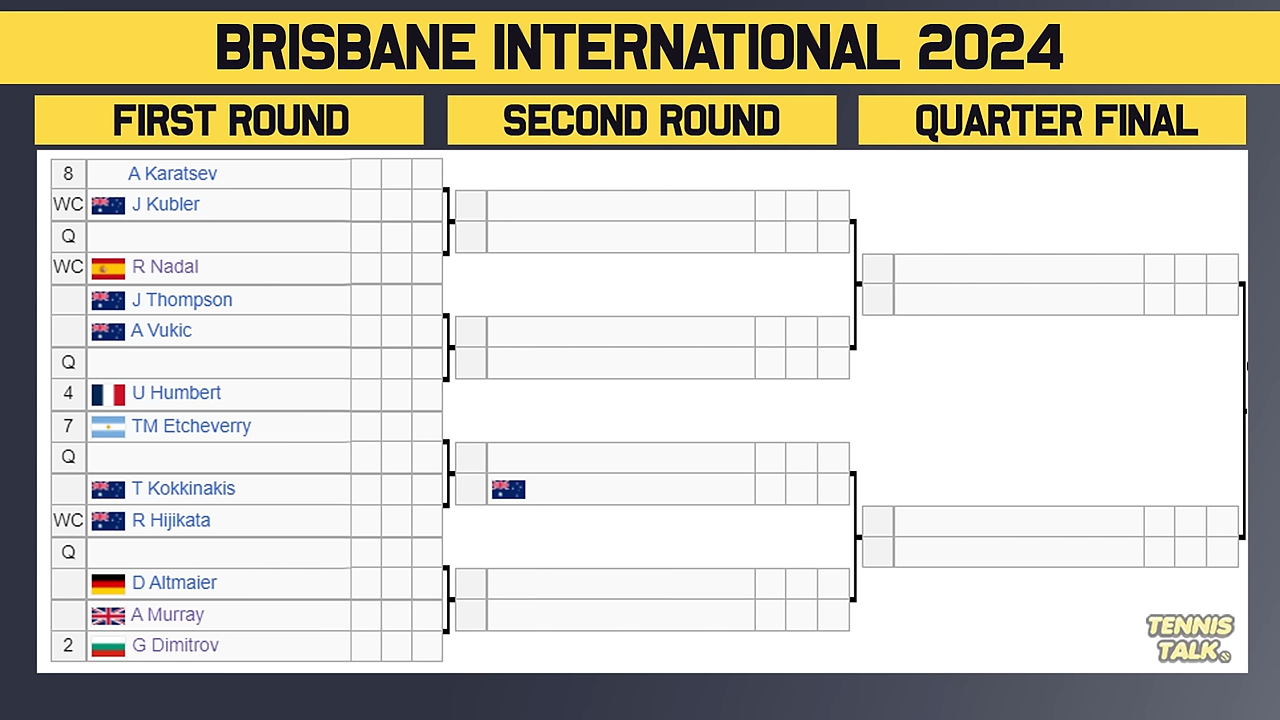 BRISBANE INTERNATIONAL 2024
FIRST ROUND
SECOND ROUND
QUARTER FINAL
8 A Karatsev
WC J Kubler
Q
WC R Nadal
J Thompson
A Vukic
Q
4 U Humbert
7 TM Etcheverry
Q
T Kokkinakis
WC R Hijikata
Q
D Altmaier
A Murray
2 G Dimitrov
TENNIS
TALK